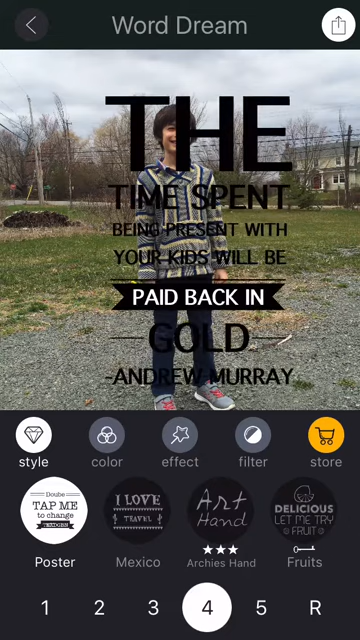 Word Dream
THE
TIME SPENT
BEING PRESENT WITH
YOUR KIDS WILL BE
PAID BACK IN
GOLD
-ANDREW MURRAY
style color effect filter store
Doube
TAP ME
to change
I LOVE
TRAVEL
Art
Hand
DELICIOUS
LET ME TRY
FRUIT
Poster Mexico Archies Hand Fruits
1 2 3 4 5 R